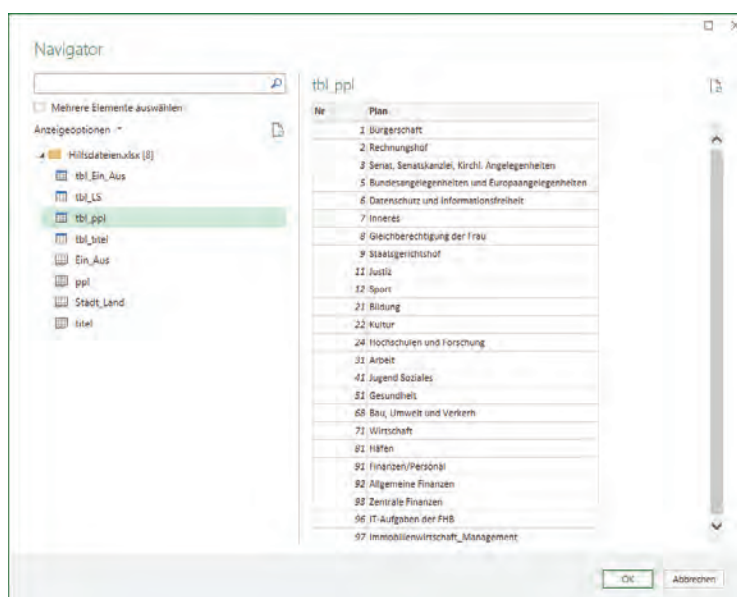 Navigator
Mehrere Elemente auswählen
Anzeigeoptionen
Hilfsdateien.xlsx [8]
tbl_Ein_Aus
tbl_LS
tbl_ppl
tbl_titel
Ein_Aus
ppl
Stadt_Land
titel
tbl_ppl
Nr Plan
1 Bürgerschaft
2 Rechnungshof
3 Senat, Senatskanzlei, Kirchl. Angelegenheiten
5 Bundesangelegenheiten und Europaangelegenheiten
6 Datenschutz und Informationsfreiheit
7 Inneres
8 Gleichberechtigung der Frau
9 Staatsgerichtshof
11 Justiz
12 Sport
21 Bildung
22 Kultur
24 Hochschulen und Forschung
31 Arbeit
41 Jugend Soziales
51 Gesundheit
68 Bau, Umwelt und Verkerh
71 Wirtschaft
81 Häfen
91 Finanzen/Personal
92 Allgemeine Finanzen
93 Zentrale Finanzen
96 IT-Aufgaben der FHB
97 Immobilienwirtschaft_Management
OK Abbrechen